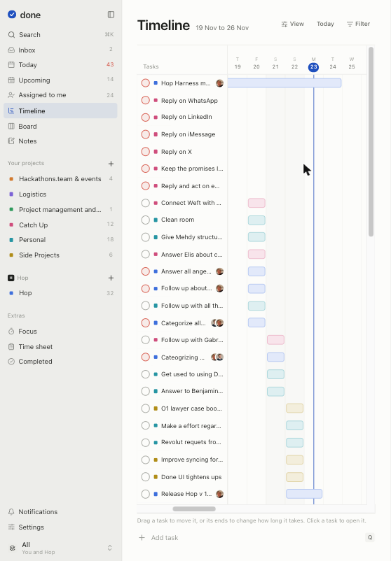 done
Search
⌘K
Inbox
2
Today
43
Upcoming
14
Assigned to me
34
Timeline
Board
Notes
Your projects
Hackathons.team & events
4
Logistics
Project management and...
1
Catch Up
12
Personal
18
Side Projects
6
Hop
Hop
32
Extras
Focus
Time sheet
Completed
Notifications
Settings
All
You and Hop
Timeline
19 Nov to 26 Nov
View
Today
Filter
Tasks
T F S S M T W
19 20 21 22 23 24 25
Hop Harness m...
Reply on WhatsApp
Reply on LinkedIn
Reply on iMessage
Reply on X
Keep the promises I...
Reply and act on e...
Connect Weft with ...
Clean room
Give Mehdy structu...
Answer Elis about c...
Answer all ange...
Follow up about...
Follow up with all th...
Categorize all...
Follow up with Gabr...
Cateogrizing ...
Get used to using O...
Answer to Benjamin...
O1 lawyer case boo...
Make a effort regar...
Revolut requets fro...
Improve syncing for...
Done UI tightens ups
Release Hop v 1...
Drag a task to move it, or its ends to change how long it takes. Click a task to open it.
Add task